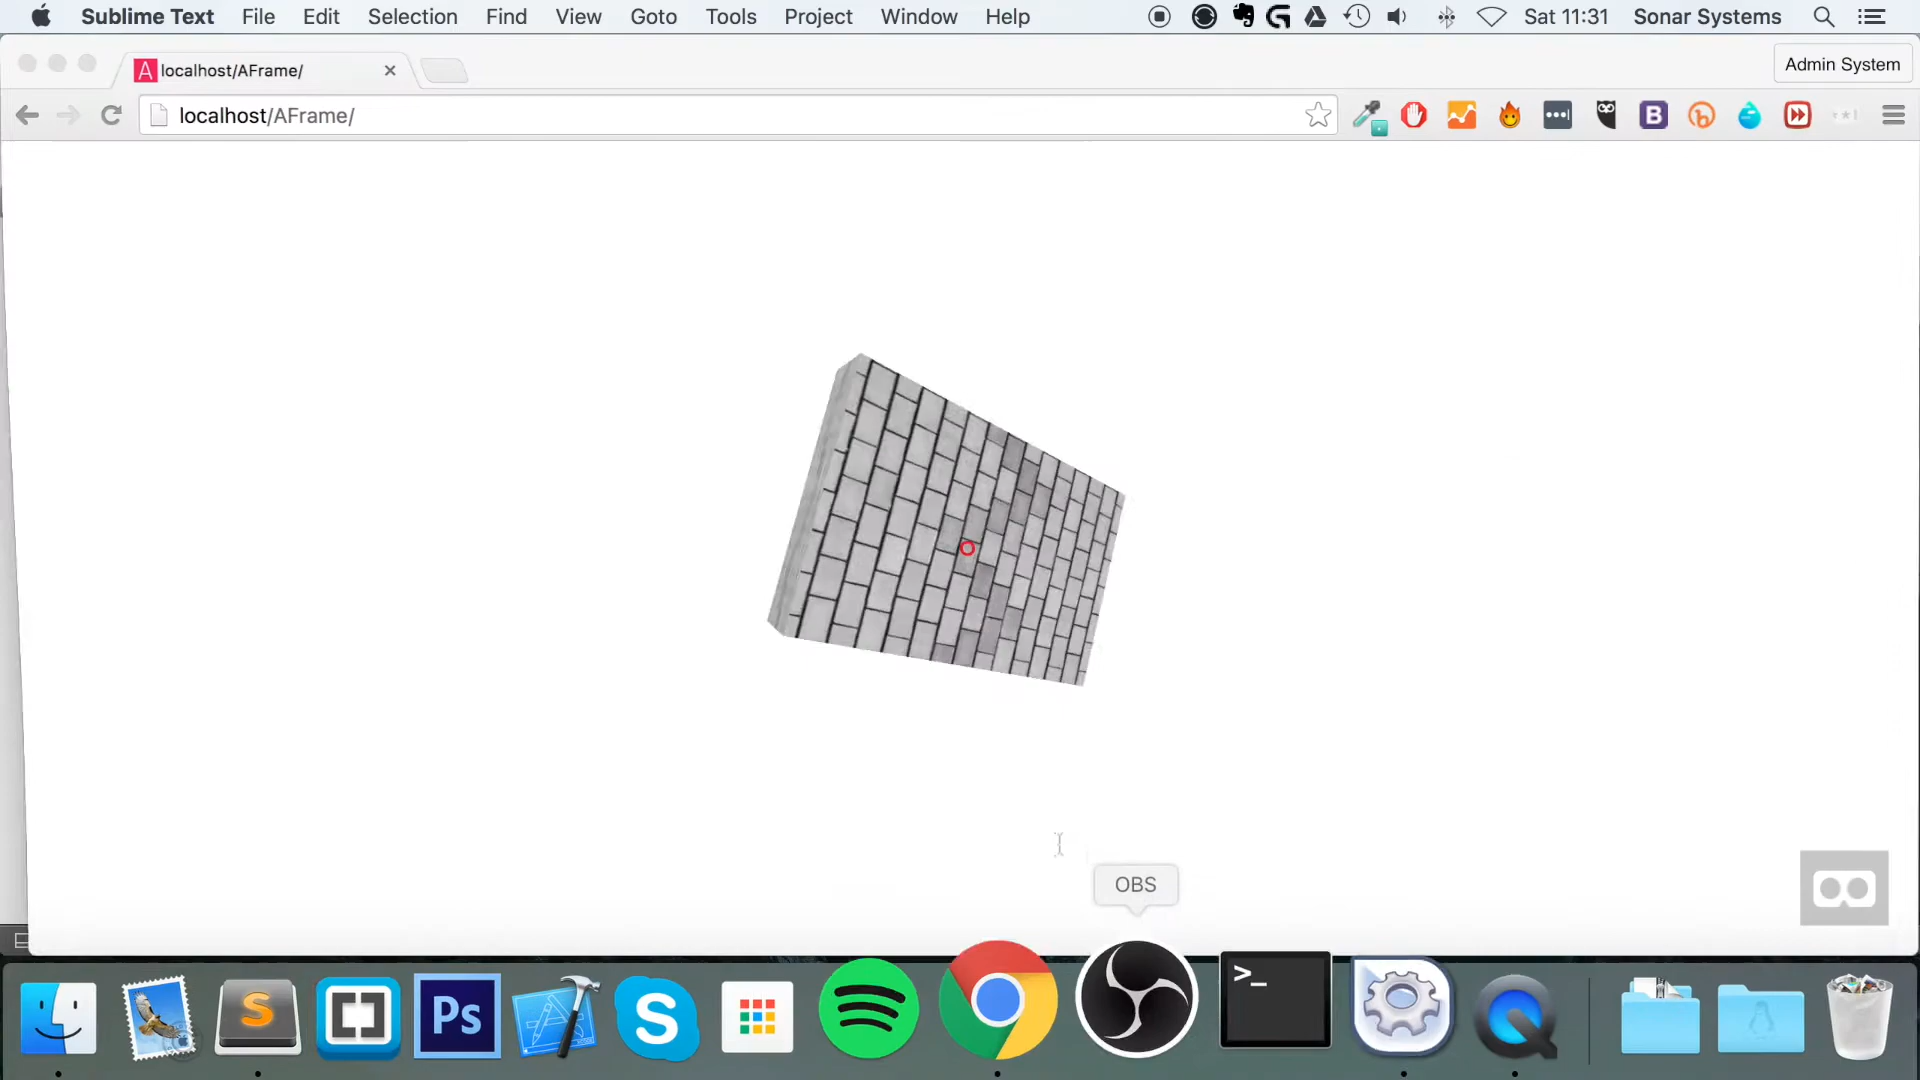 Sublime Text File Edit Selection Find View Goto Tools Project Window Help Sat 11:31 Sonar Systems
A localhost/AFrame/ Admin System
localhost/AFrame/ B
OBS
S Ps S >_